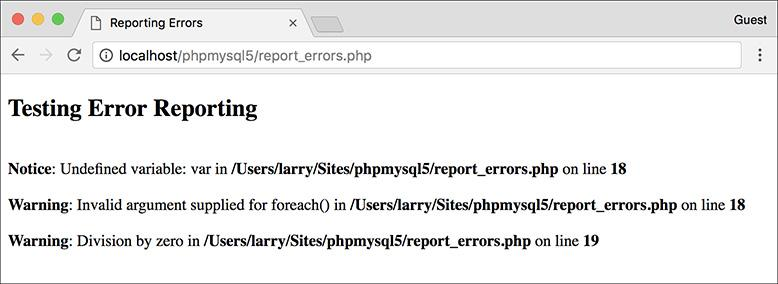 Reporting Errors
Guest
localhost/phpmysql5/report_errors.php
Testing Error Reporting
Notice: Undefined variable: var in /Users/larry/Sites/phpmysql5/report_errors.php on line 18
Warning: Invalid argument supplied for foreach() in /Users/larry/Sites/phpmysql5/report_errors.php on line 18
Warning: Division by zero in /Users/larry/Sites/phpmysql5/report_errors.php on line 19